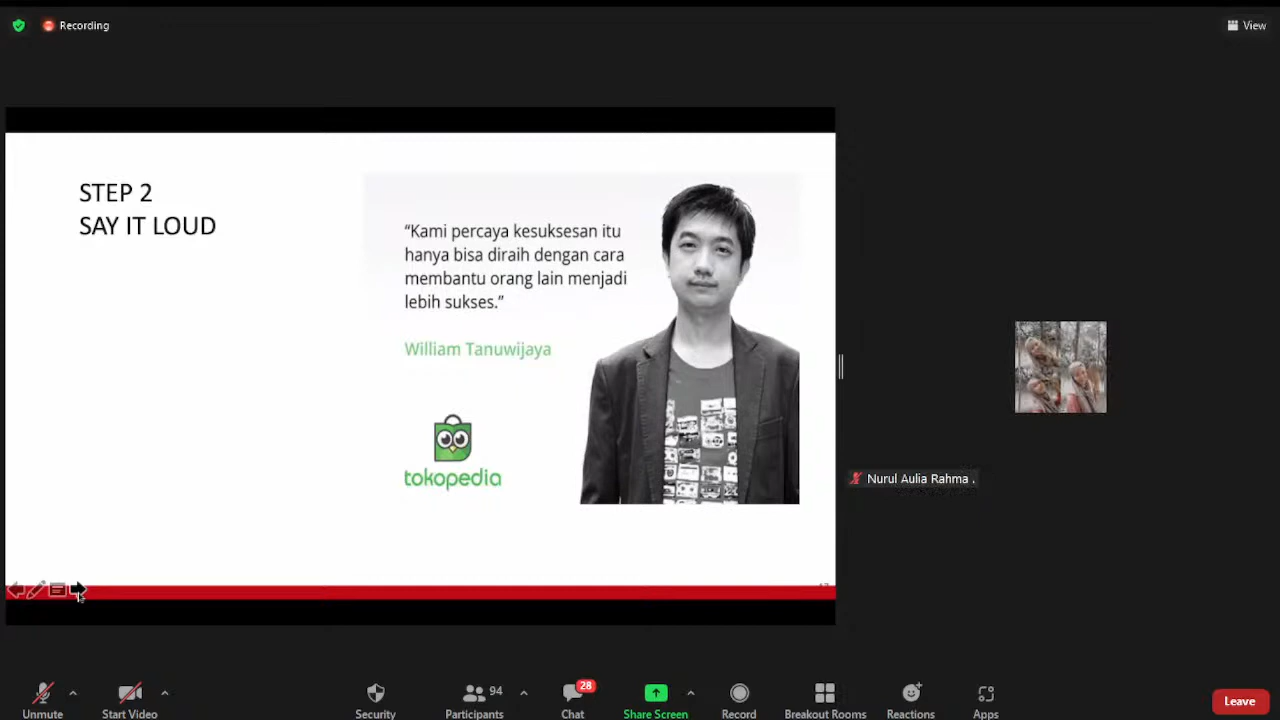 Recording
View
STEP 2
SAY IT LOUD
“Kami percaya kesuksesan itu
hanya bisa diraih dengan cara
membantu orang lain menjadi
lebih sukses.”
William Tanuwijaya
tokopedia
Nurul Aulia Rahma .
94
28
Unmute
Start Video
Security
Participants
Chat
Share Screen
Record
Breakout Rooms
Reactions
Apps
Leave